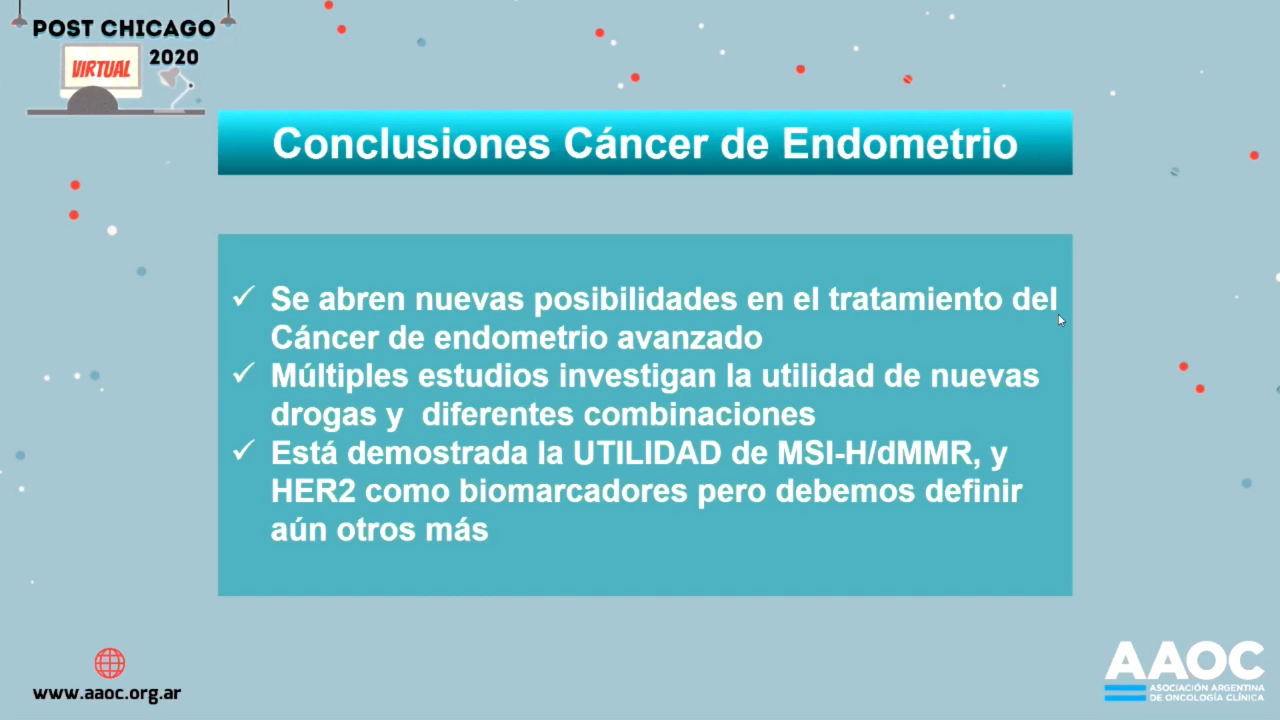 POST CHICAGO
2020
VIRTUAL
Conclusiones Cáncer de Endometrio
✓ Se abren nuevas posibilidades en el tratamiento del
Cáncer de endometrio avanzado
✓ Múltiples estudios investigan la utilidad de nuevas
drogas y diferentes combinaciones
✓ Está demostrada la UTILIDAD de MSI-H/dMMR, y
HER2 como biomarcadores pero debemos definir
aún otros más
www.aaoc.org.ar
AAOC
ASOCIACIÓN ARGENTINA
DE ONCOLOGÍA CLÍNICA